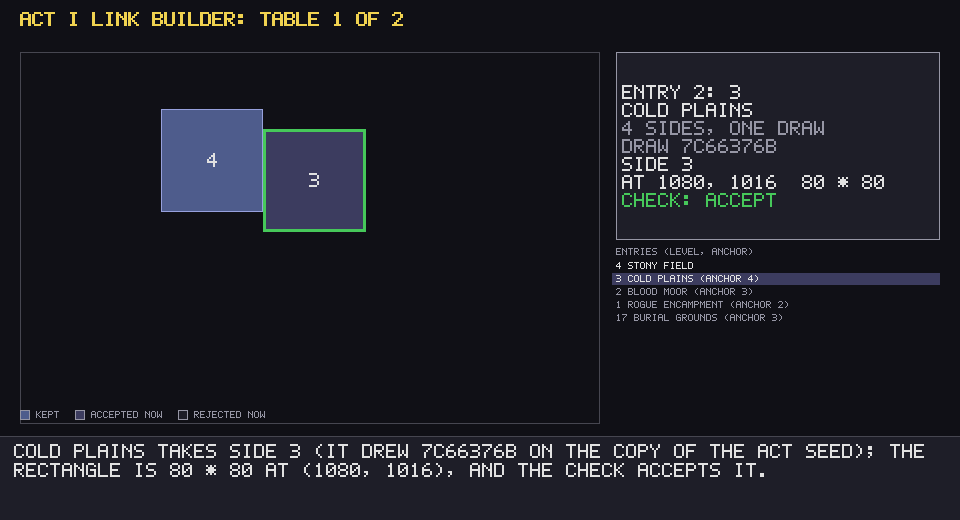 ACT I LINK BUILDER: TABLE 1 OF 2
4
3
ENTRY 2: 3
COLD PLAINS
4 SIDES, ONE DRAW
DRAW 7C66376B
SIDE 3
AT 1080, 1016  80 * 80
CHECK: ACCEPT
ENTRIES (LEVEL, ANCHOR)
4 STONY FIELD
3 COLD PLAINS (ANCHOR 4)
2 BLOOD MOOR (ANCHOR 3)
1 ROGUE ENCAMPMENT (ANCHOR 2)
17 BURIAL GROUNDS (ANCHOR 3)
KEPT ACCEPTED NOW REJECTED NOW
COLD PLAINS TAKES SIDE 3 (IT DREW 7C66376B ON THE COPY OF THE ACT SEED); THE
RECTANGLE IS 80 * 80 AT (1080, 1016), AND THE CHECK ACCEPTS IT.